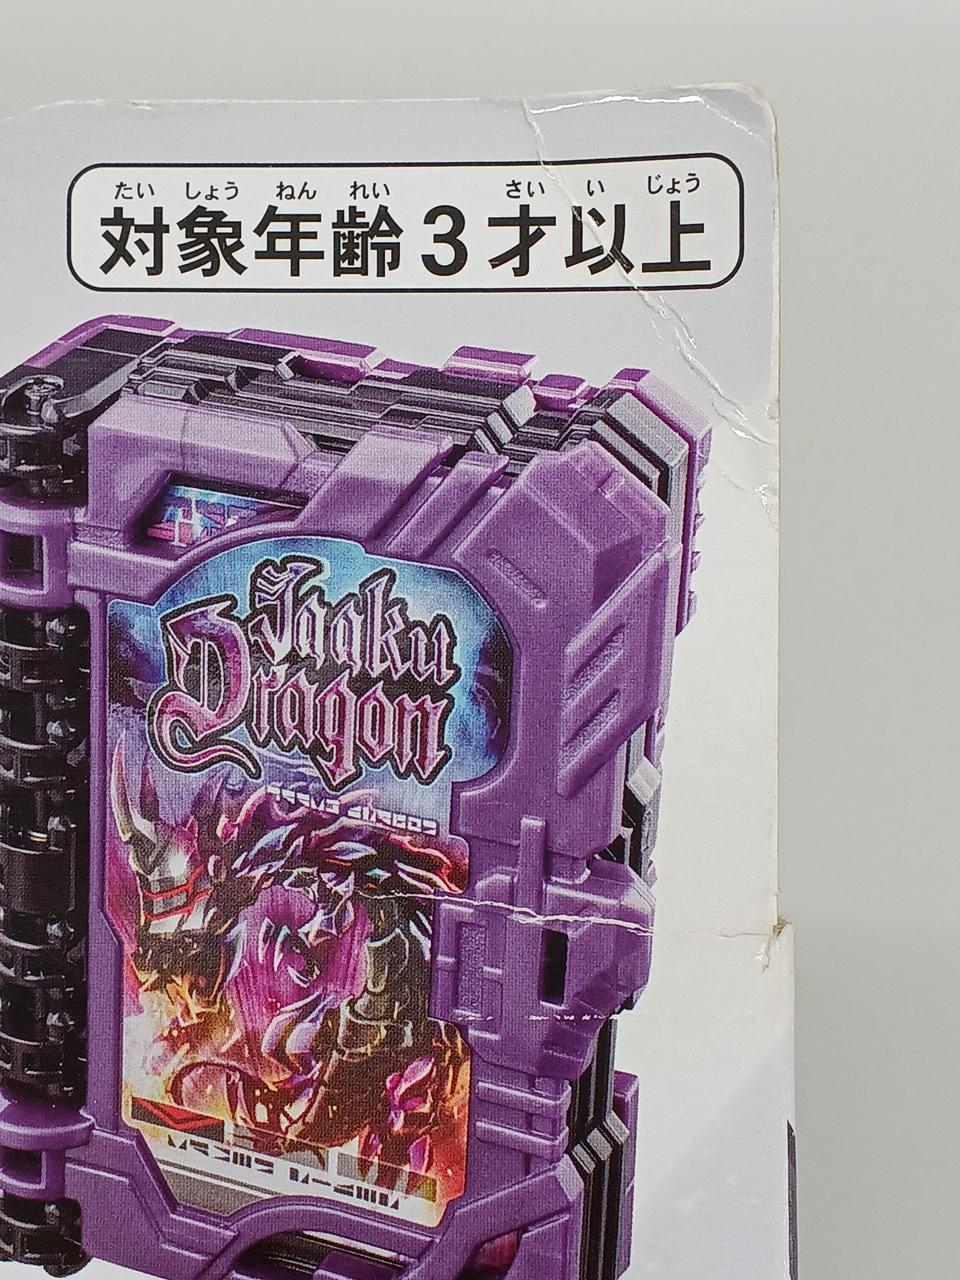 たい しょう ねん れい さい い じょう
対象年齢3才以上
Jaaku
Dragon